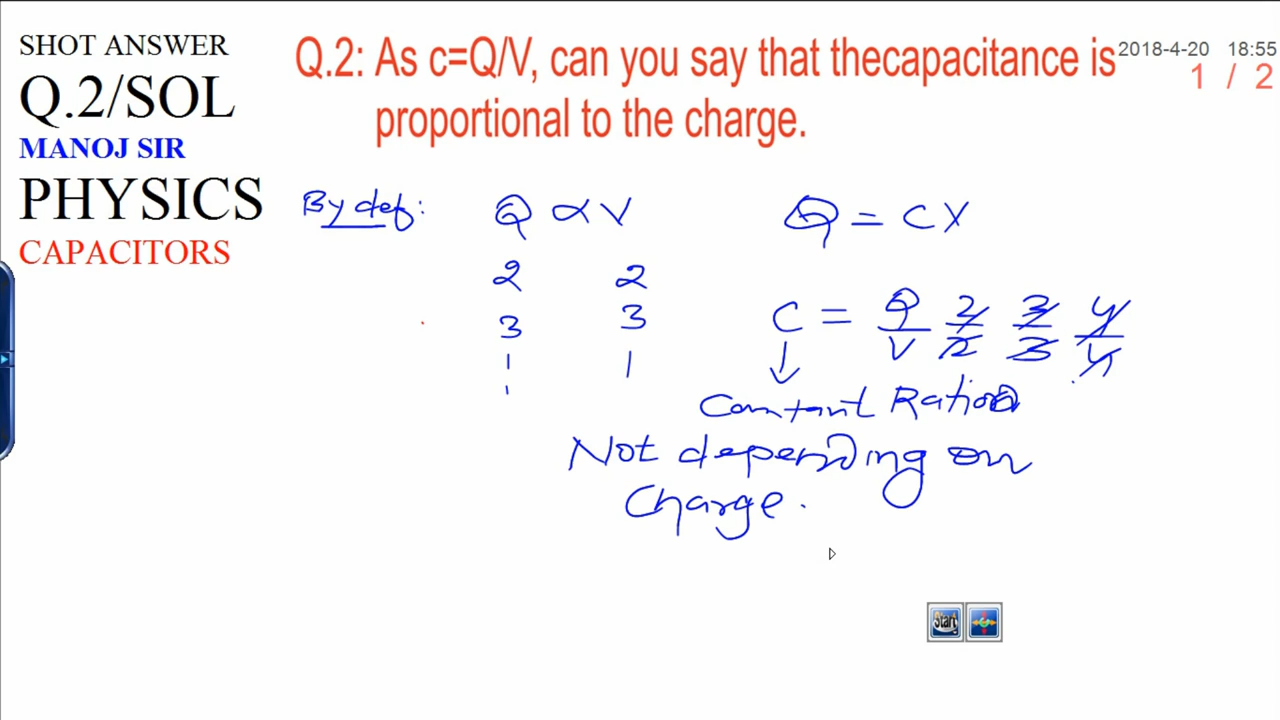 SHOT ANSWER
Q.2/SOL
MANOJ SIR
PHYSICS
CAPACITORS
Q.2: As c=Q/V, can you say that thecapacitance is
proportional to the charge.
2018-4-20 18:55
1 / 2
By def: Q ∝ V Q = CV
2 2
3 3
C = Q/V 2/2 3/3 4/4
Constant Ratio
Not depending on
Charge.
Start